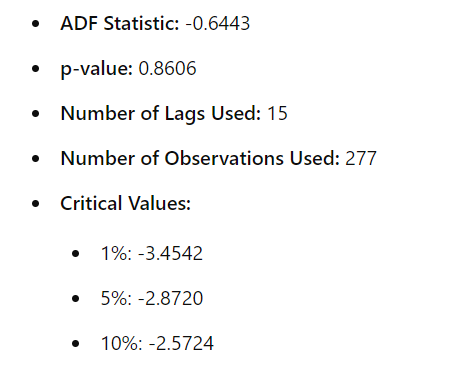 ADF Statistic: -0.6443
p-value: 0.8606
Number of Lags Used: 15
Number of Observations Used: 277
Critical Values:
1%: -3.4542
5%: -2.8720
10%: -2.5724